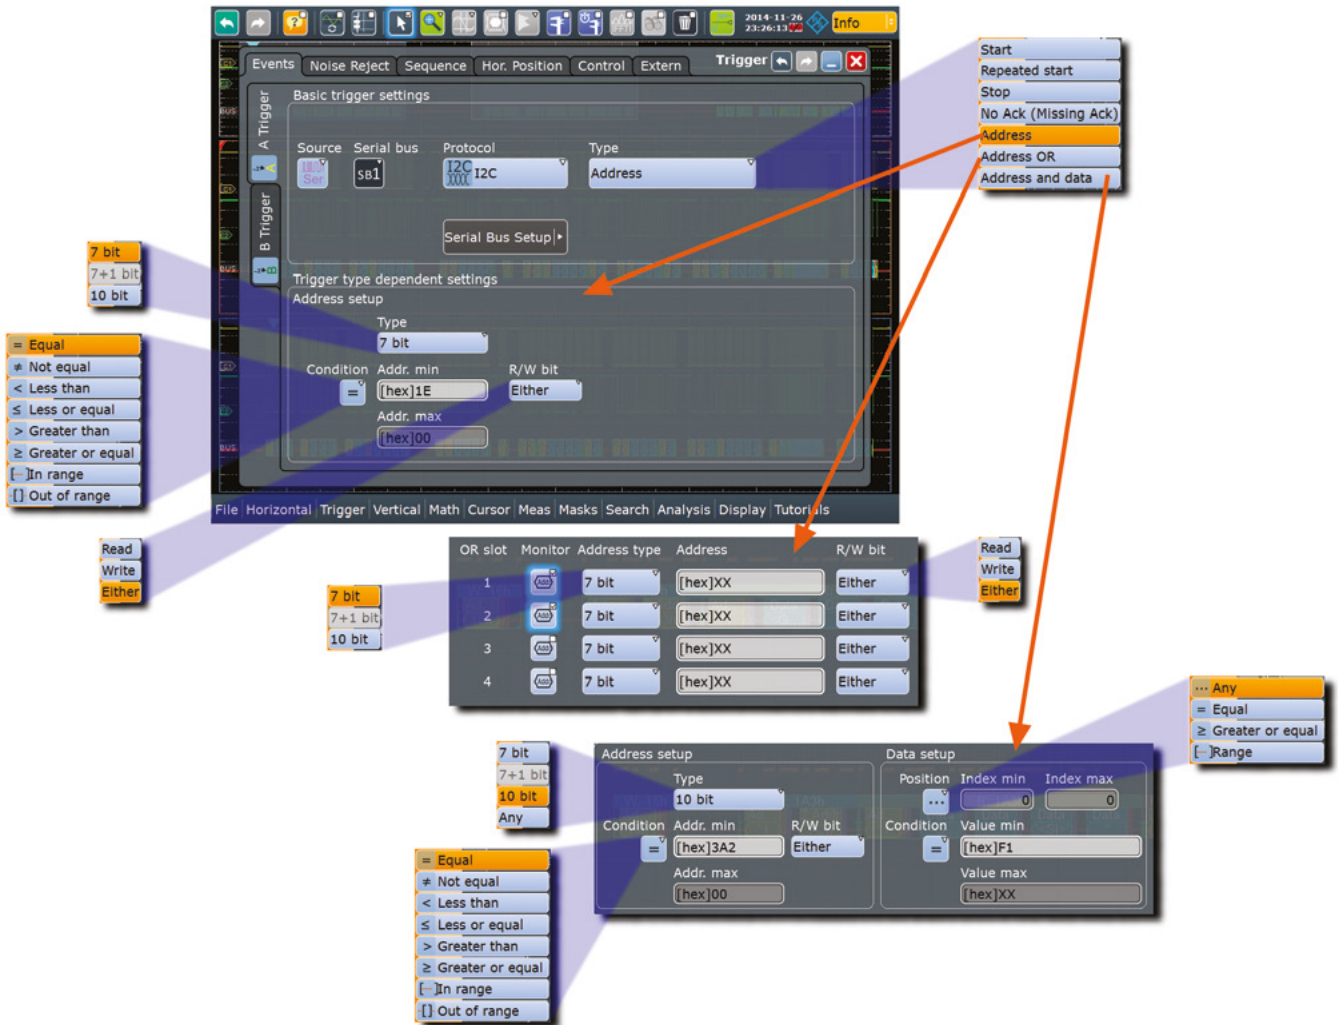 2014-11-26
23:26:13
Info
Events Noise Reject Sequence Hor. Position Control Extern Trigger
A Trigger
B Trigger
Basic trigger settings
Source Serial bus Protocol Type
Ser SB1 I2C I2C Address
Serial Bus Setup
Trigger type dependent settings
Address setup
Type
7 bit
Condition Addr. min R/W bit
= [hex]1E Either
Addr. max
[hex]00
File Horizontal Trigger Vertical Math Cursor Meas Masks Search Analysis Display Tutorials
Start
Repeated start
Stop
No Ack (Missing Ack)
Address
Address OR
Address and data
7 bit
7+1 bit
10 bit
= Equal
≠ Not equal
< Less than
≤ Less or equal
> Greater than
≥ Greater or equal
[--]In range
-[] Out of range
Read
Write
Either
OR slot Monitor Address type Address R/W bit
1 Add 7 bit [hex]XX Either
2 Add 7 bit [hex]XX Either
3 Add 7 bit [hex]XX Either
4 Add 7 bit [hex]XX Either
7 bit
7+1 bit
10 bit
Read
Write
Either
Address setup
Type
10 bit
Condition Addr. min R/W bit
= [hex]3A2 Either
Addr. max
[hex]00
Data setup
Position Index min Index max
... 0 0
Condition Value min
= [hex]F1
Value max
[hex]XX
7 bit
7+1 bit
10 bit
Any
= Equal
≠ Not equal
< Less than
≤ Less or equal
> Greater than
≥ Greater or equal
[--]In range
-[] Out of range
... Any
= Equal
≥ Greater or equal
[--]Range